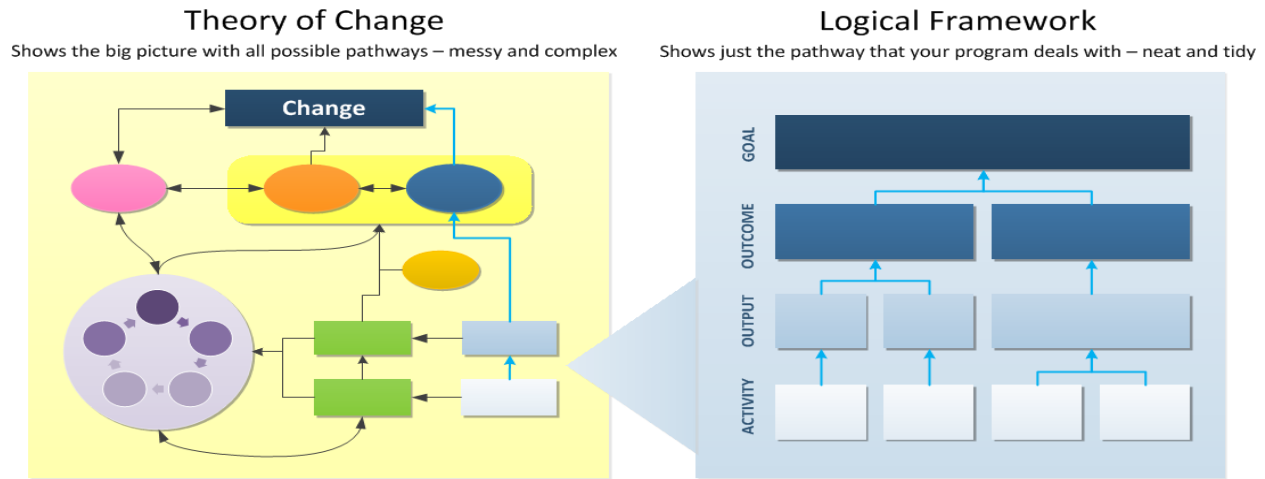 Theory of Change
Shows the big picture with all possible pathways – messy and complex
Change
Logical Framework
Shows just the pathway that your program deals with – neat and tidy
GOAL
OUTCOME
OUTPUT
ACTIVITY